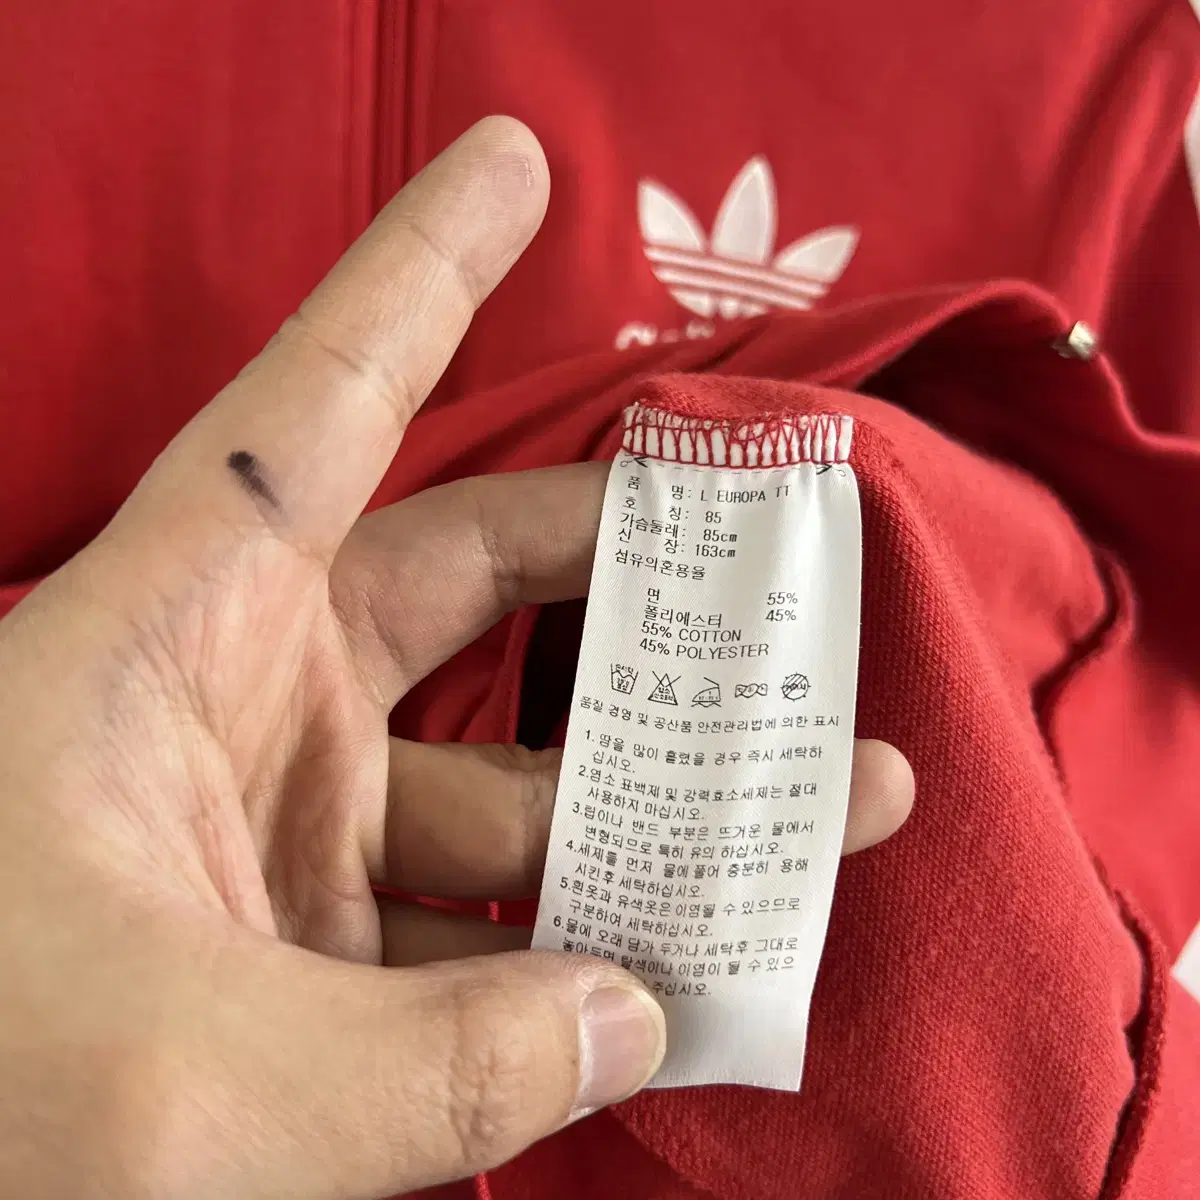 품 명: L EUROPA TT
호 칭: 85
가슴둘레: 85cm
신 장: 163cm
섬유의혼용율
면 55%
폴리에스터 45%
55% COTTON
45% POLYESTER
품질 경영 및 공산품 안전관리법에 의한 표시
1. 땀을 많이 흘렸을 경우 즉시 세탁하
십시오.
2.염소 표백제 및 강력효소세제는 절대
사용하지 마십시오.
3.립이나 밴드 부분은 뜨거운 물에서
변형되므로 특히 유의 하십시오.
4.세제를 먼저 물에 풀어 충분히 용해
시킨후 세탁하십시오.
5.흰옷과 유색옷은이염될 수 있으므로
구분하여 세탁하십시오.
6.물에 오래 담가 두거나 세탁후 그대로
놓아두면 탈색이나 이염이 될 수 있으
주십시오.